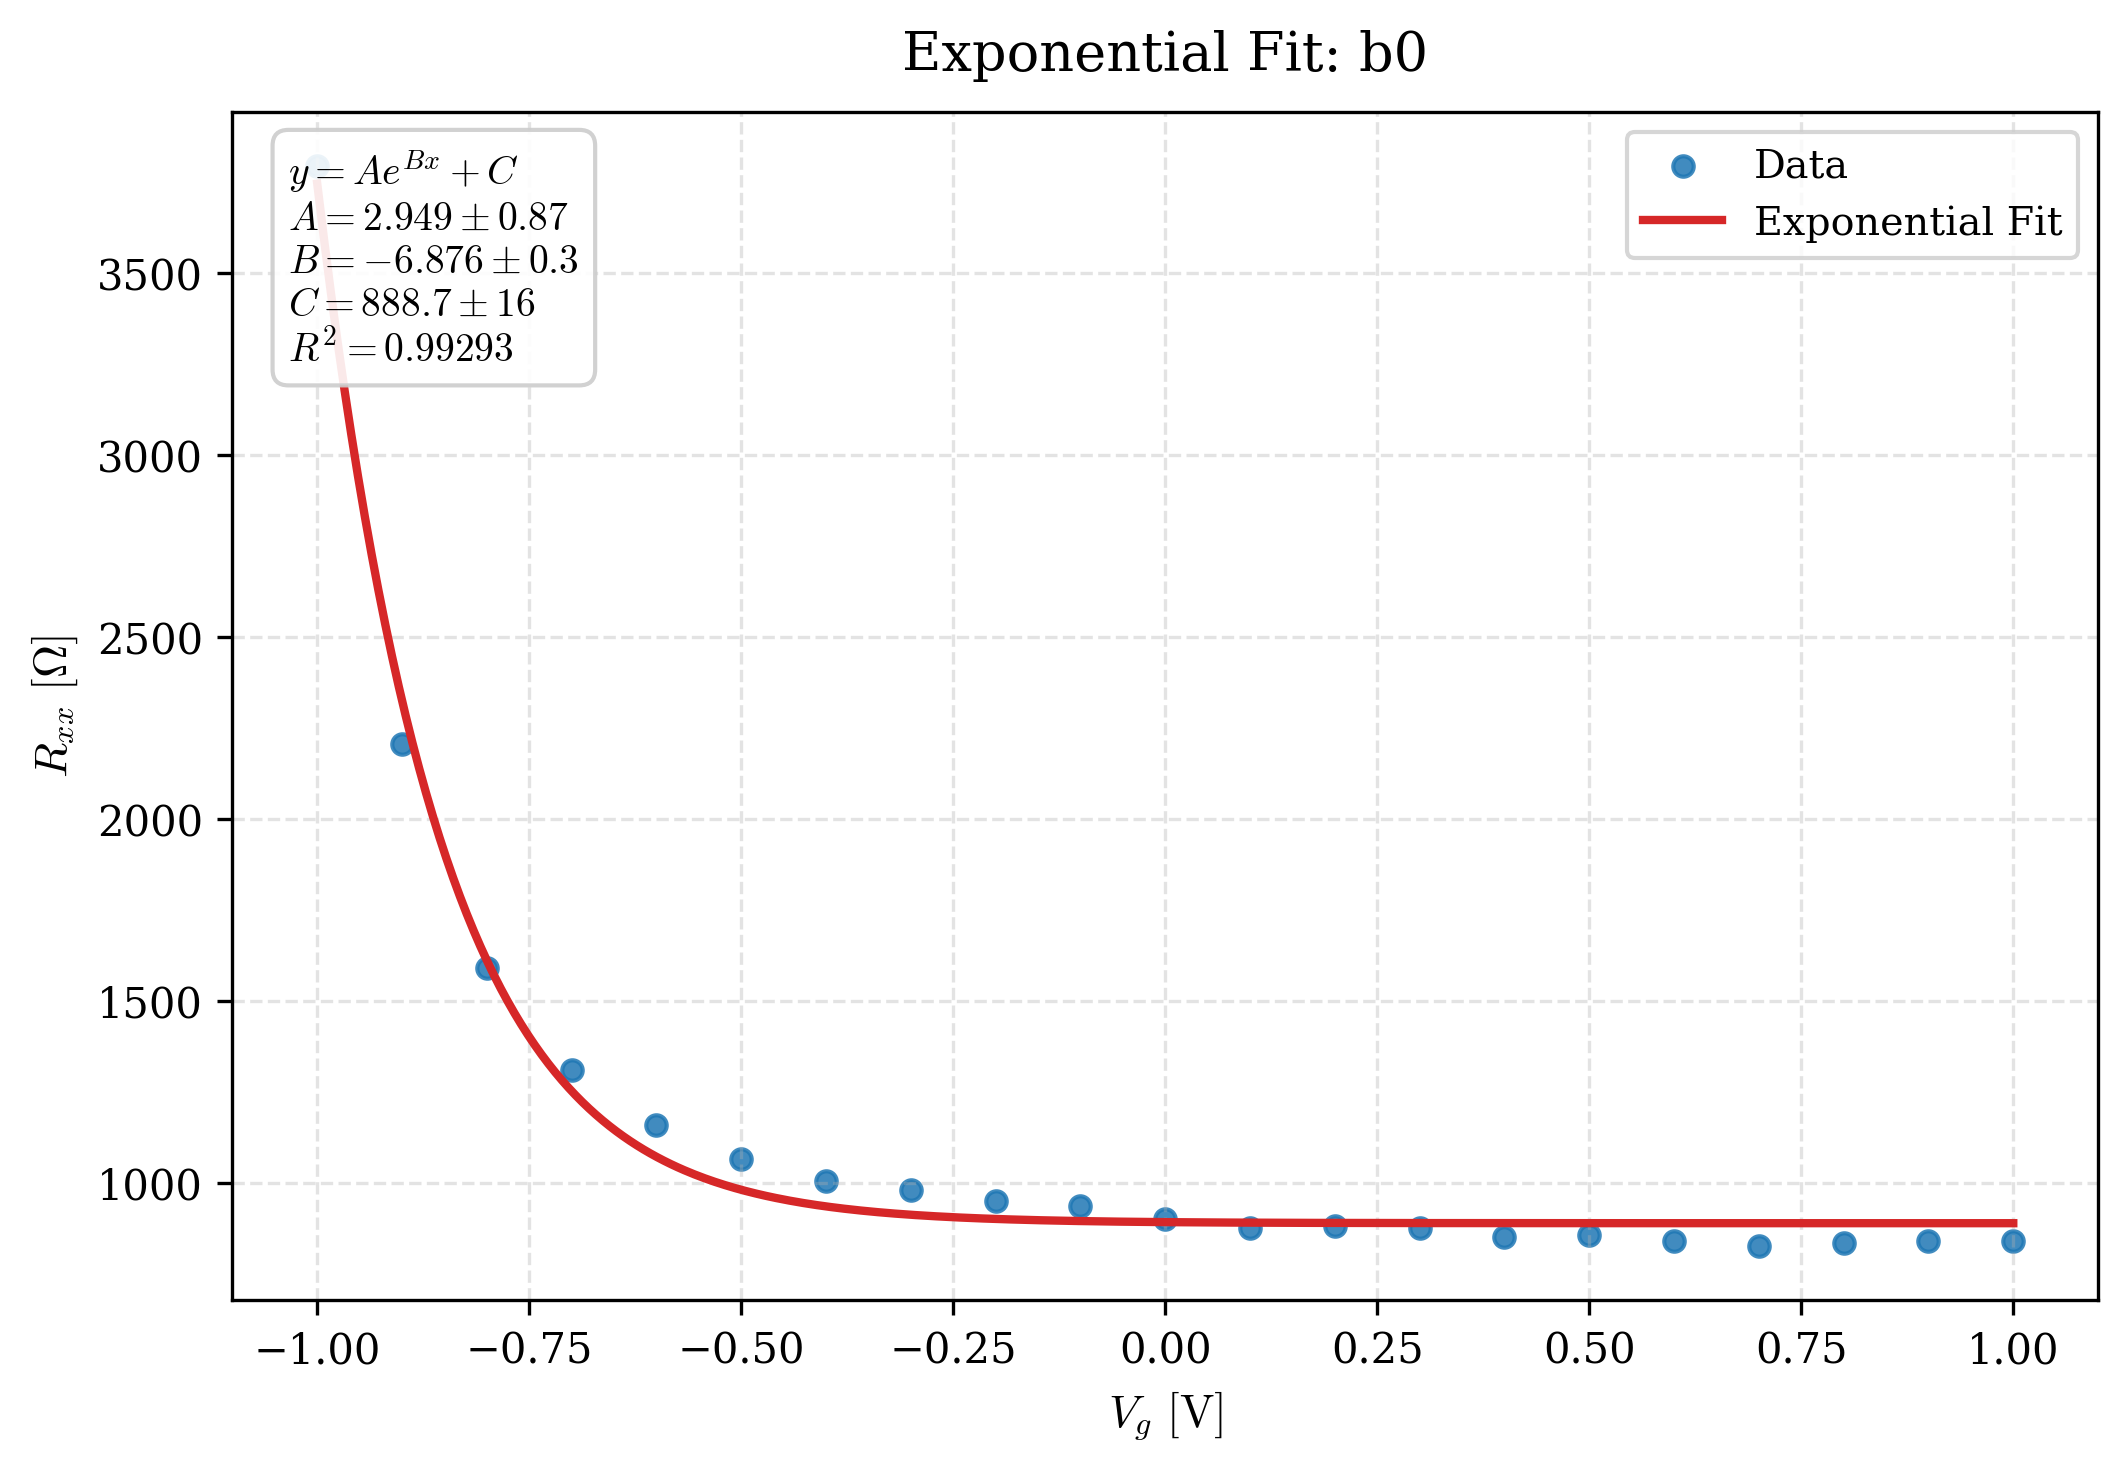 Exponential Fit: b0
y = Ae^{Bx} + C
A = 2.949 ± 0.87
B = −6.876 ± 0.3
C = 888.7 ± 16
R² = 0.99293
Data
Exponential Fit
3500
3000
2500
2000
1500
1000
R_{xx} [Ω]
−1.00 −0.75 −0.50 −0.25 0.00 0.25 0.50 0.75 1.00
V_g [V]